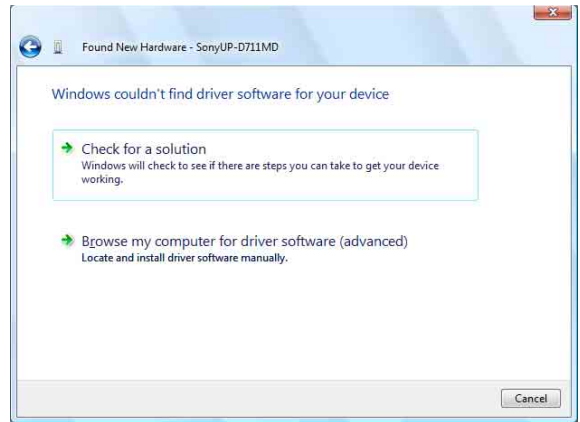 Found New Hardware - SonyUP-D711MD
Windows couldn't find driver software for your device
Check for a solution
Windows will check to see if there are steps you can take to get your device
working.
Browse my computer for driver software (advanced)
Locate and install driver software manually.
Cancel